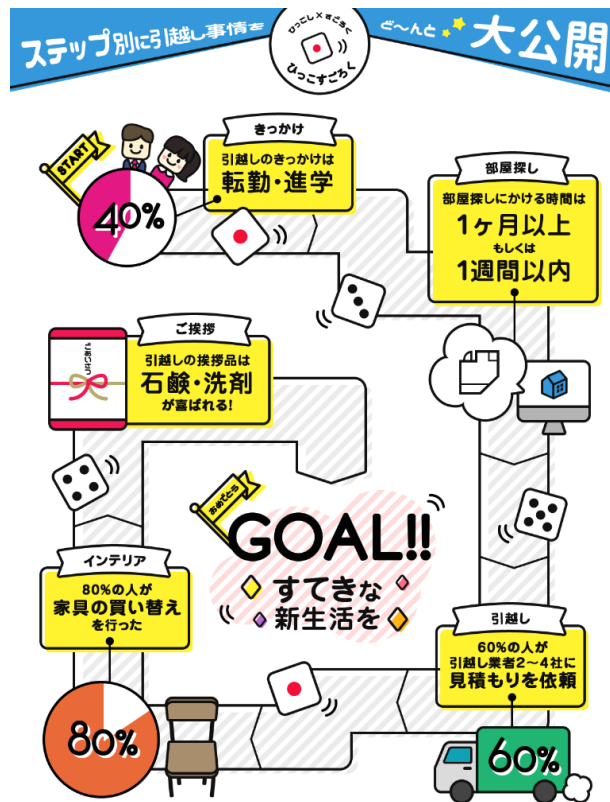 ステップ別に引越し事情を
ひっこし×すごろく
ひっこすごろく
ど〜んと
大公開
START
40%
きっかけ
引越しのきっかけは
転勤・進学
部屋探し
部屋探しにかける時間は
1ヶ月以上
もしくは
1週間以内
ご挨拶
引越しの挨拶品は
石鹸・洗剤
が喜ばれる!
ごあいさつ
おめでとう
GOAL!!
すてきな
新生活を
インテリア
80%の人が
家具の買い替え
を行った
80%
引越し
60%の人が
引越し業者2〜4社に
見積もりを依頼
60%